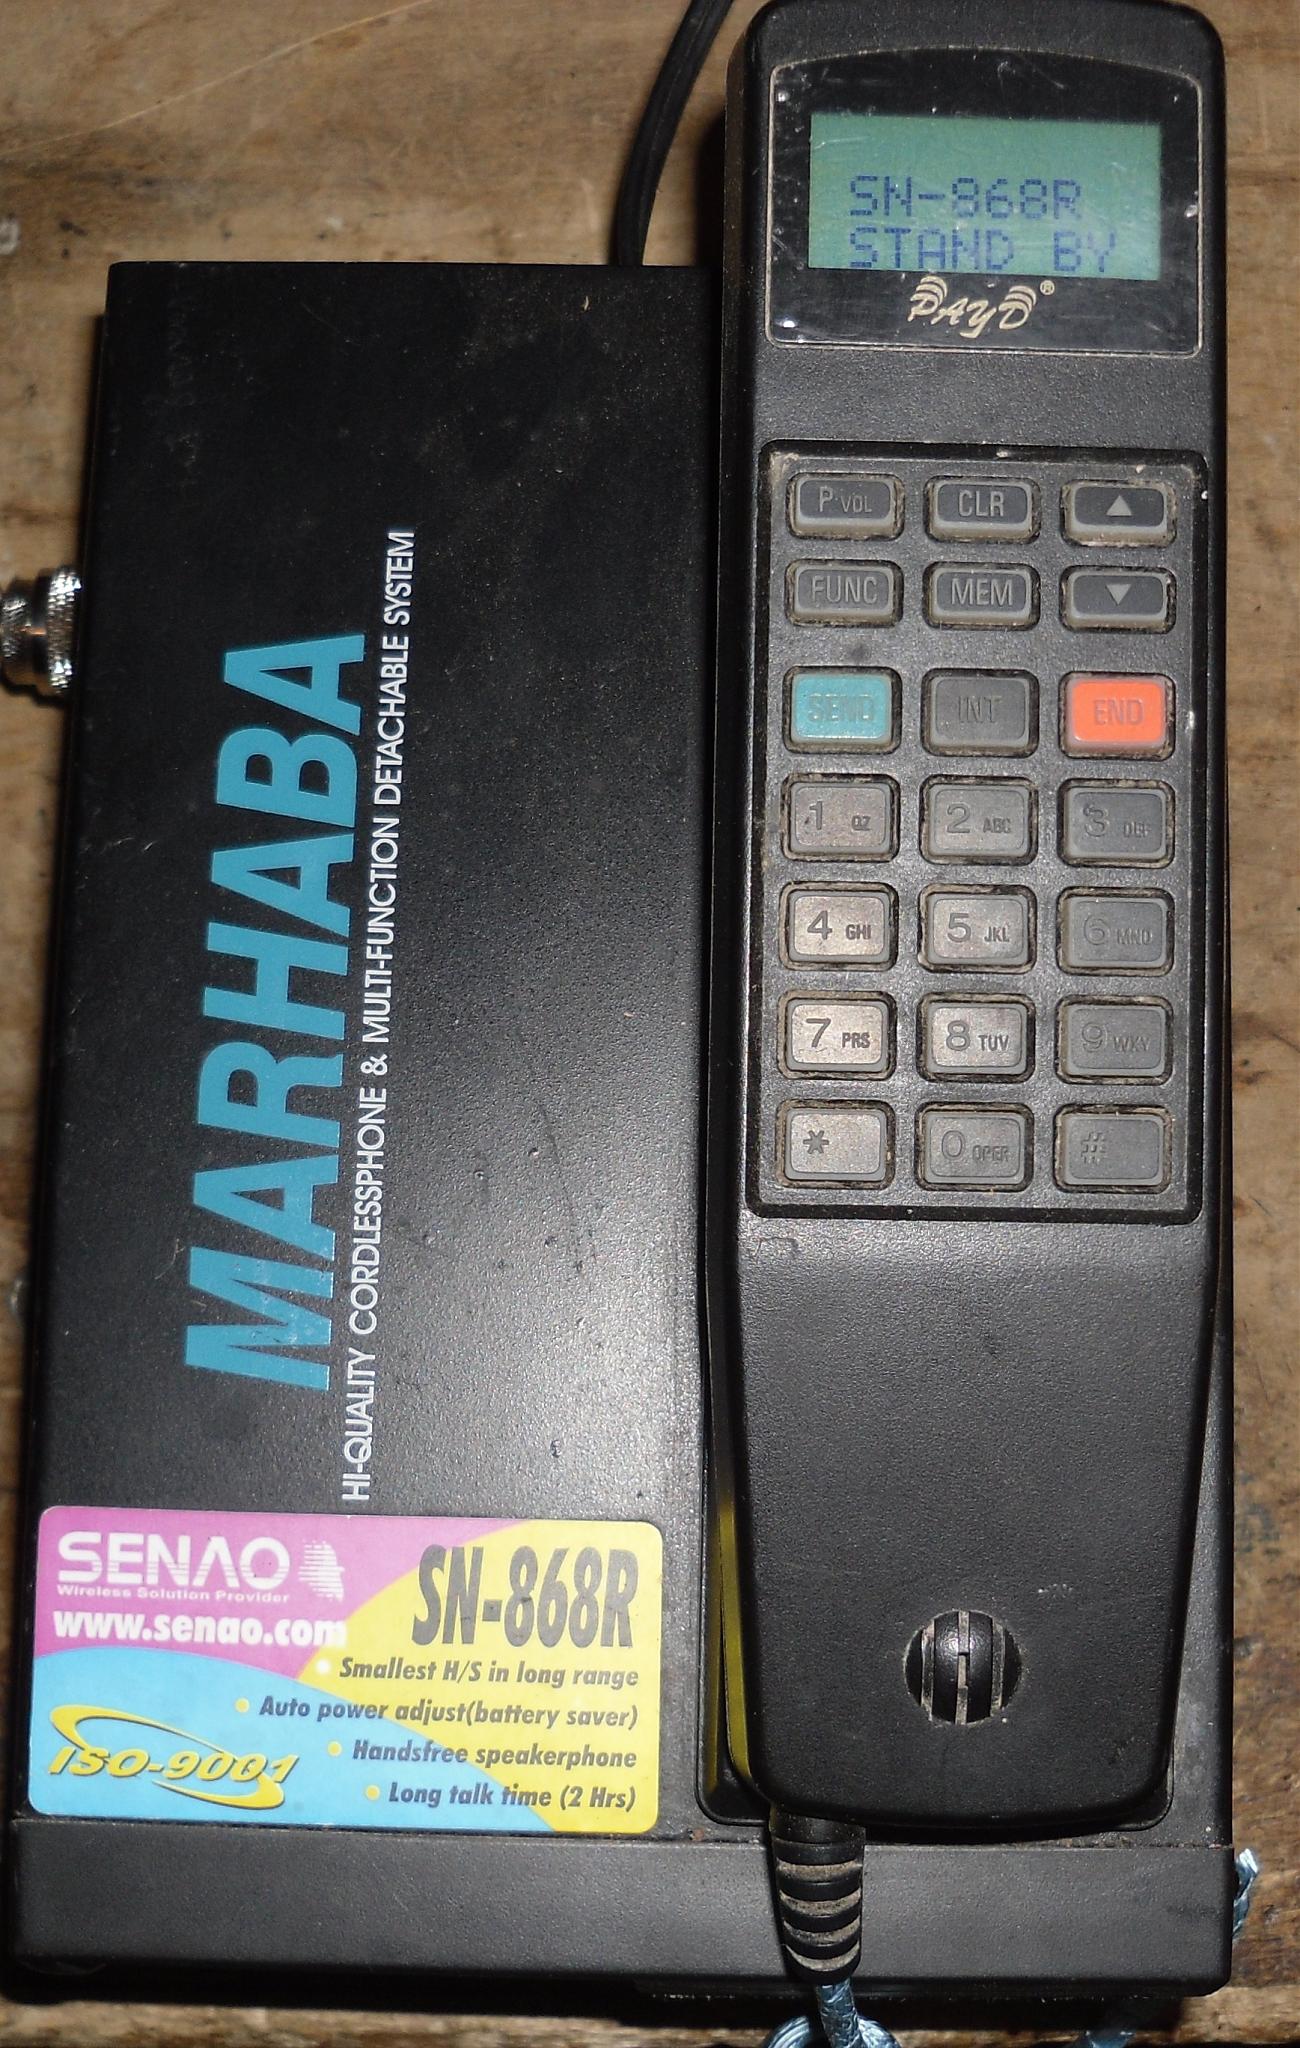 SN-868R
STAND BY
PAYD®
P·VOL CLR ▲
FUNC MEM ▼
SEND INT END
1 QZ 2 ABC 3 DEF
4 GHI 5 JKL 6 MNO
7 PRS 8 TUV 9 WXY
* 0 OPER #
MARHABA
HI-QUALITY CORDLESSPHONE & MULTI-FUNCTION DETACHABLE SYSTEM
SENAO
Wireless Solution Provider
www.senao.com
ISO-9001
SN-868R
• Smallest H/S in long range
• Auto power adjust(battery saver)
• Handsfree speakerphone
• Long talk time (2 Hrs)